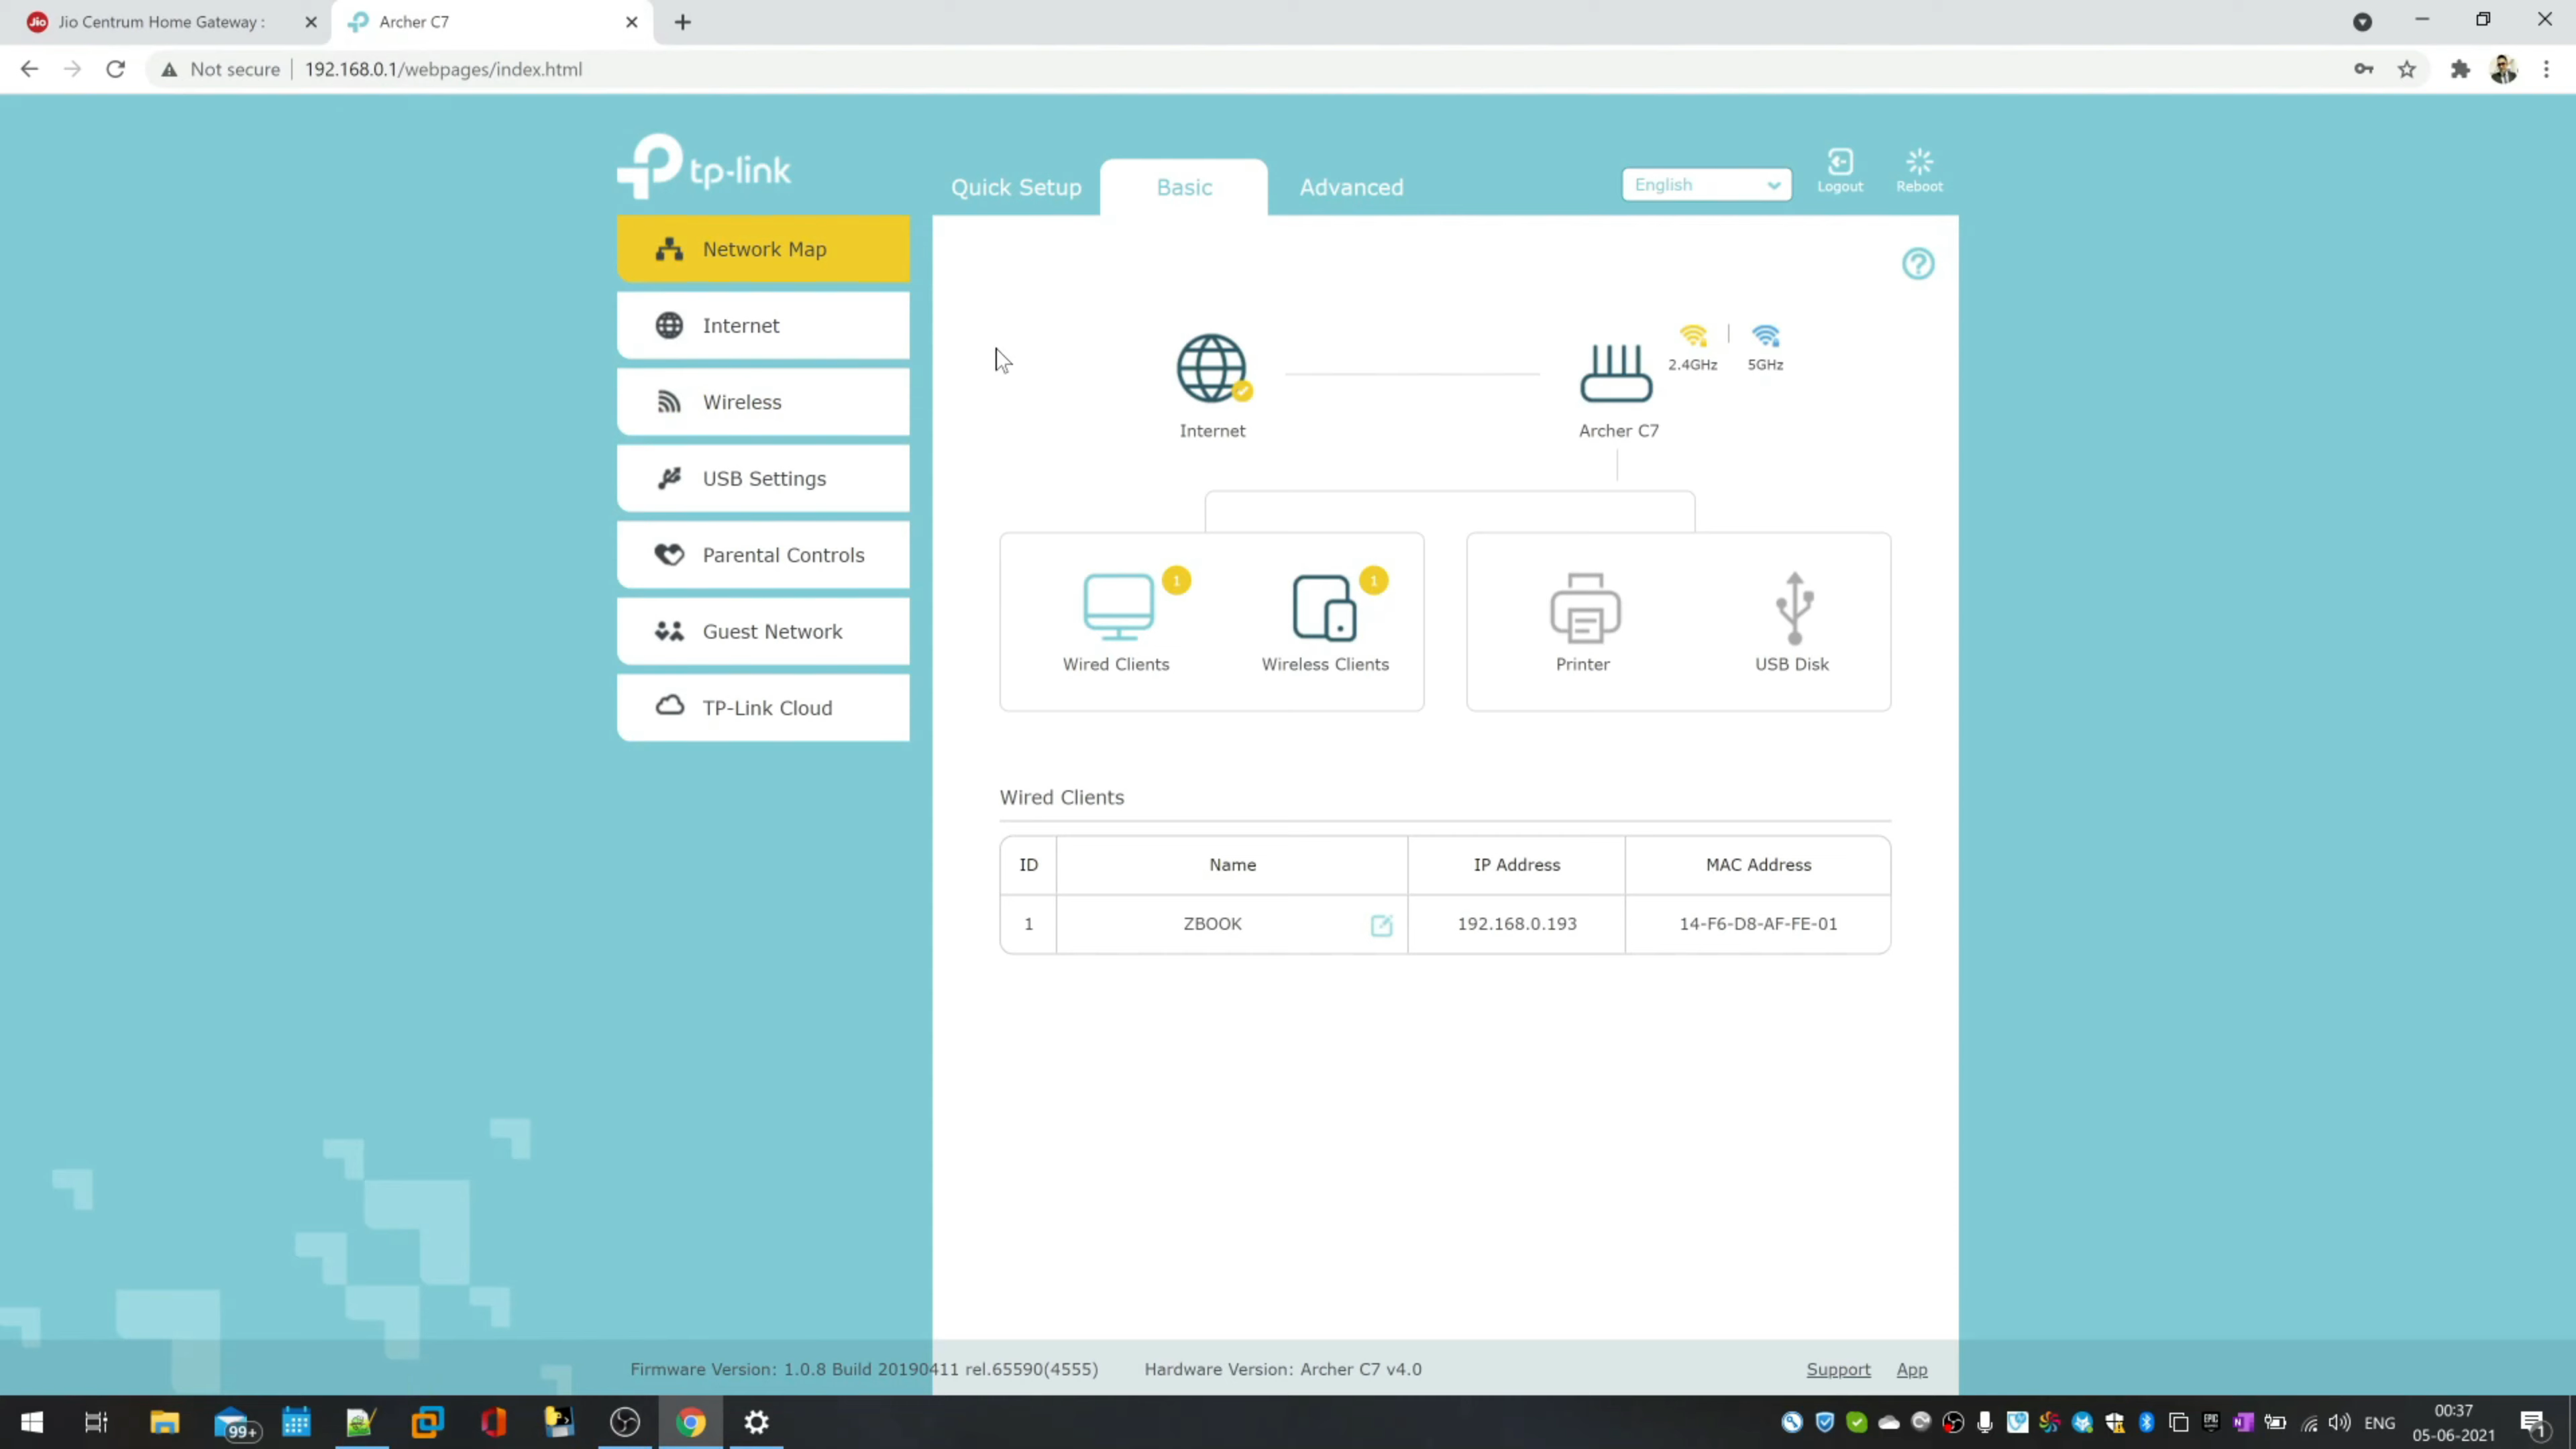 Jio Centrum Home Gateway :
Archer C7
Not secure
192.168.0.1/webpages/index.html
tp-link
Quick Setup
Basic
Advanced
English
Logout
Reboot
Network Map
Internet
Wireless
USB Settings
Parental Controls
Guest Network
TP-Link Cloud
2.4GHz
5GHz
Internet
Archer C7
1
1
Wired Clients
Wireless Clients
Printer
USB Disk
Wired Clients
ID Name IP Address MAC Address
1 ZBOOK 192.168.0.193 14-F6-D8-AF-FE-01
Firmware Version: 1.0.8 Build 20190411 rel.65590(4555)
Hardware Version: Archer C7 v4.0
Support
App
99+
ENG
00:37
05-06-2021
1